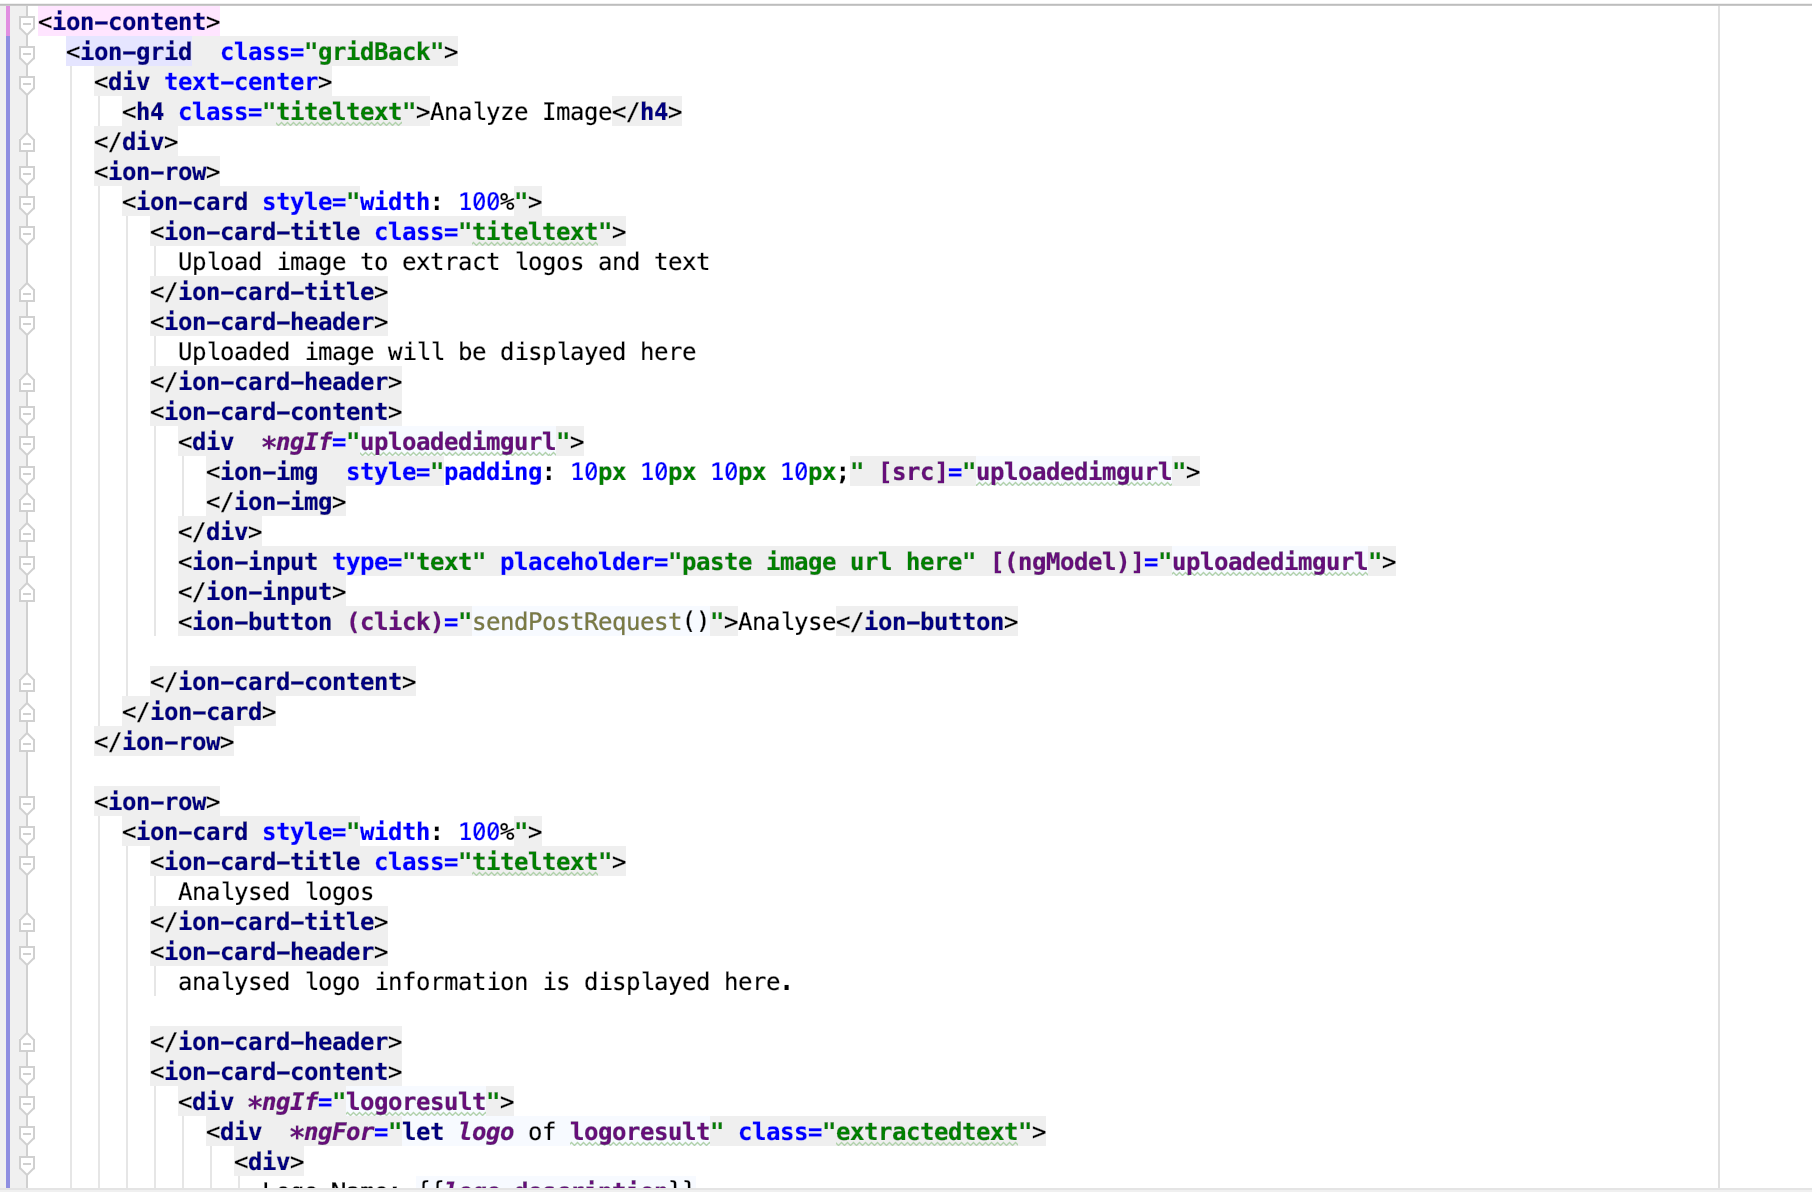 <ion-content>
<ion-grid  class="gridBack">
<div text-center>
<h4 class="titeltext">Analyze Image</h4>
</div>
<ion-row>
<ion-card style="width: 100%">
<ion-card-title class="titeltext">
Upload image to extract logos and text
</ion-card-title>
<ion-card-header>
Uploaded image will be displayed here
</ion-card-header>
<ion-card-content>
<div  *ngIf="uploadedimgurl">
<ion-img  style="padding: 10px 10px 10px 10px;" [src]="uploadedimgurl">
</ion-img>
</div>
<ion-input type="text" placeholder="paste image url here" [(ngModel)]="uploadedimgurl">
</ion-input>
<ion-button (click)="sendPostRequest()">Analyse</ion-button>
</ion-card-content>
</ion-card>
</ion-row>
<ion-row>
<ion-card style="width: 100%">
<ion-card-title class="titeltext">
Analysed logos
</ion-card-title>
<ion-card-header>
analysed logo information is displayed here.
</ion-card-header>
<ion-card-content>
<div *ngIf="logoresult">
<div  *ngFor="let logo of logoresult" class="extractedtext">
<div>
Logo Name: {{logo.description}}